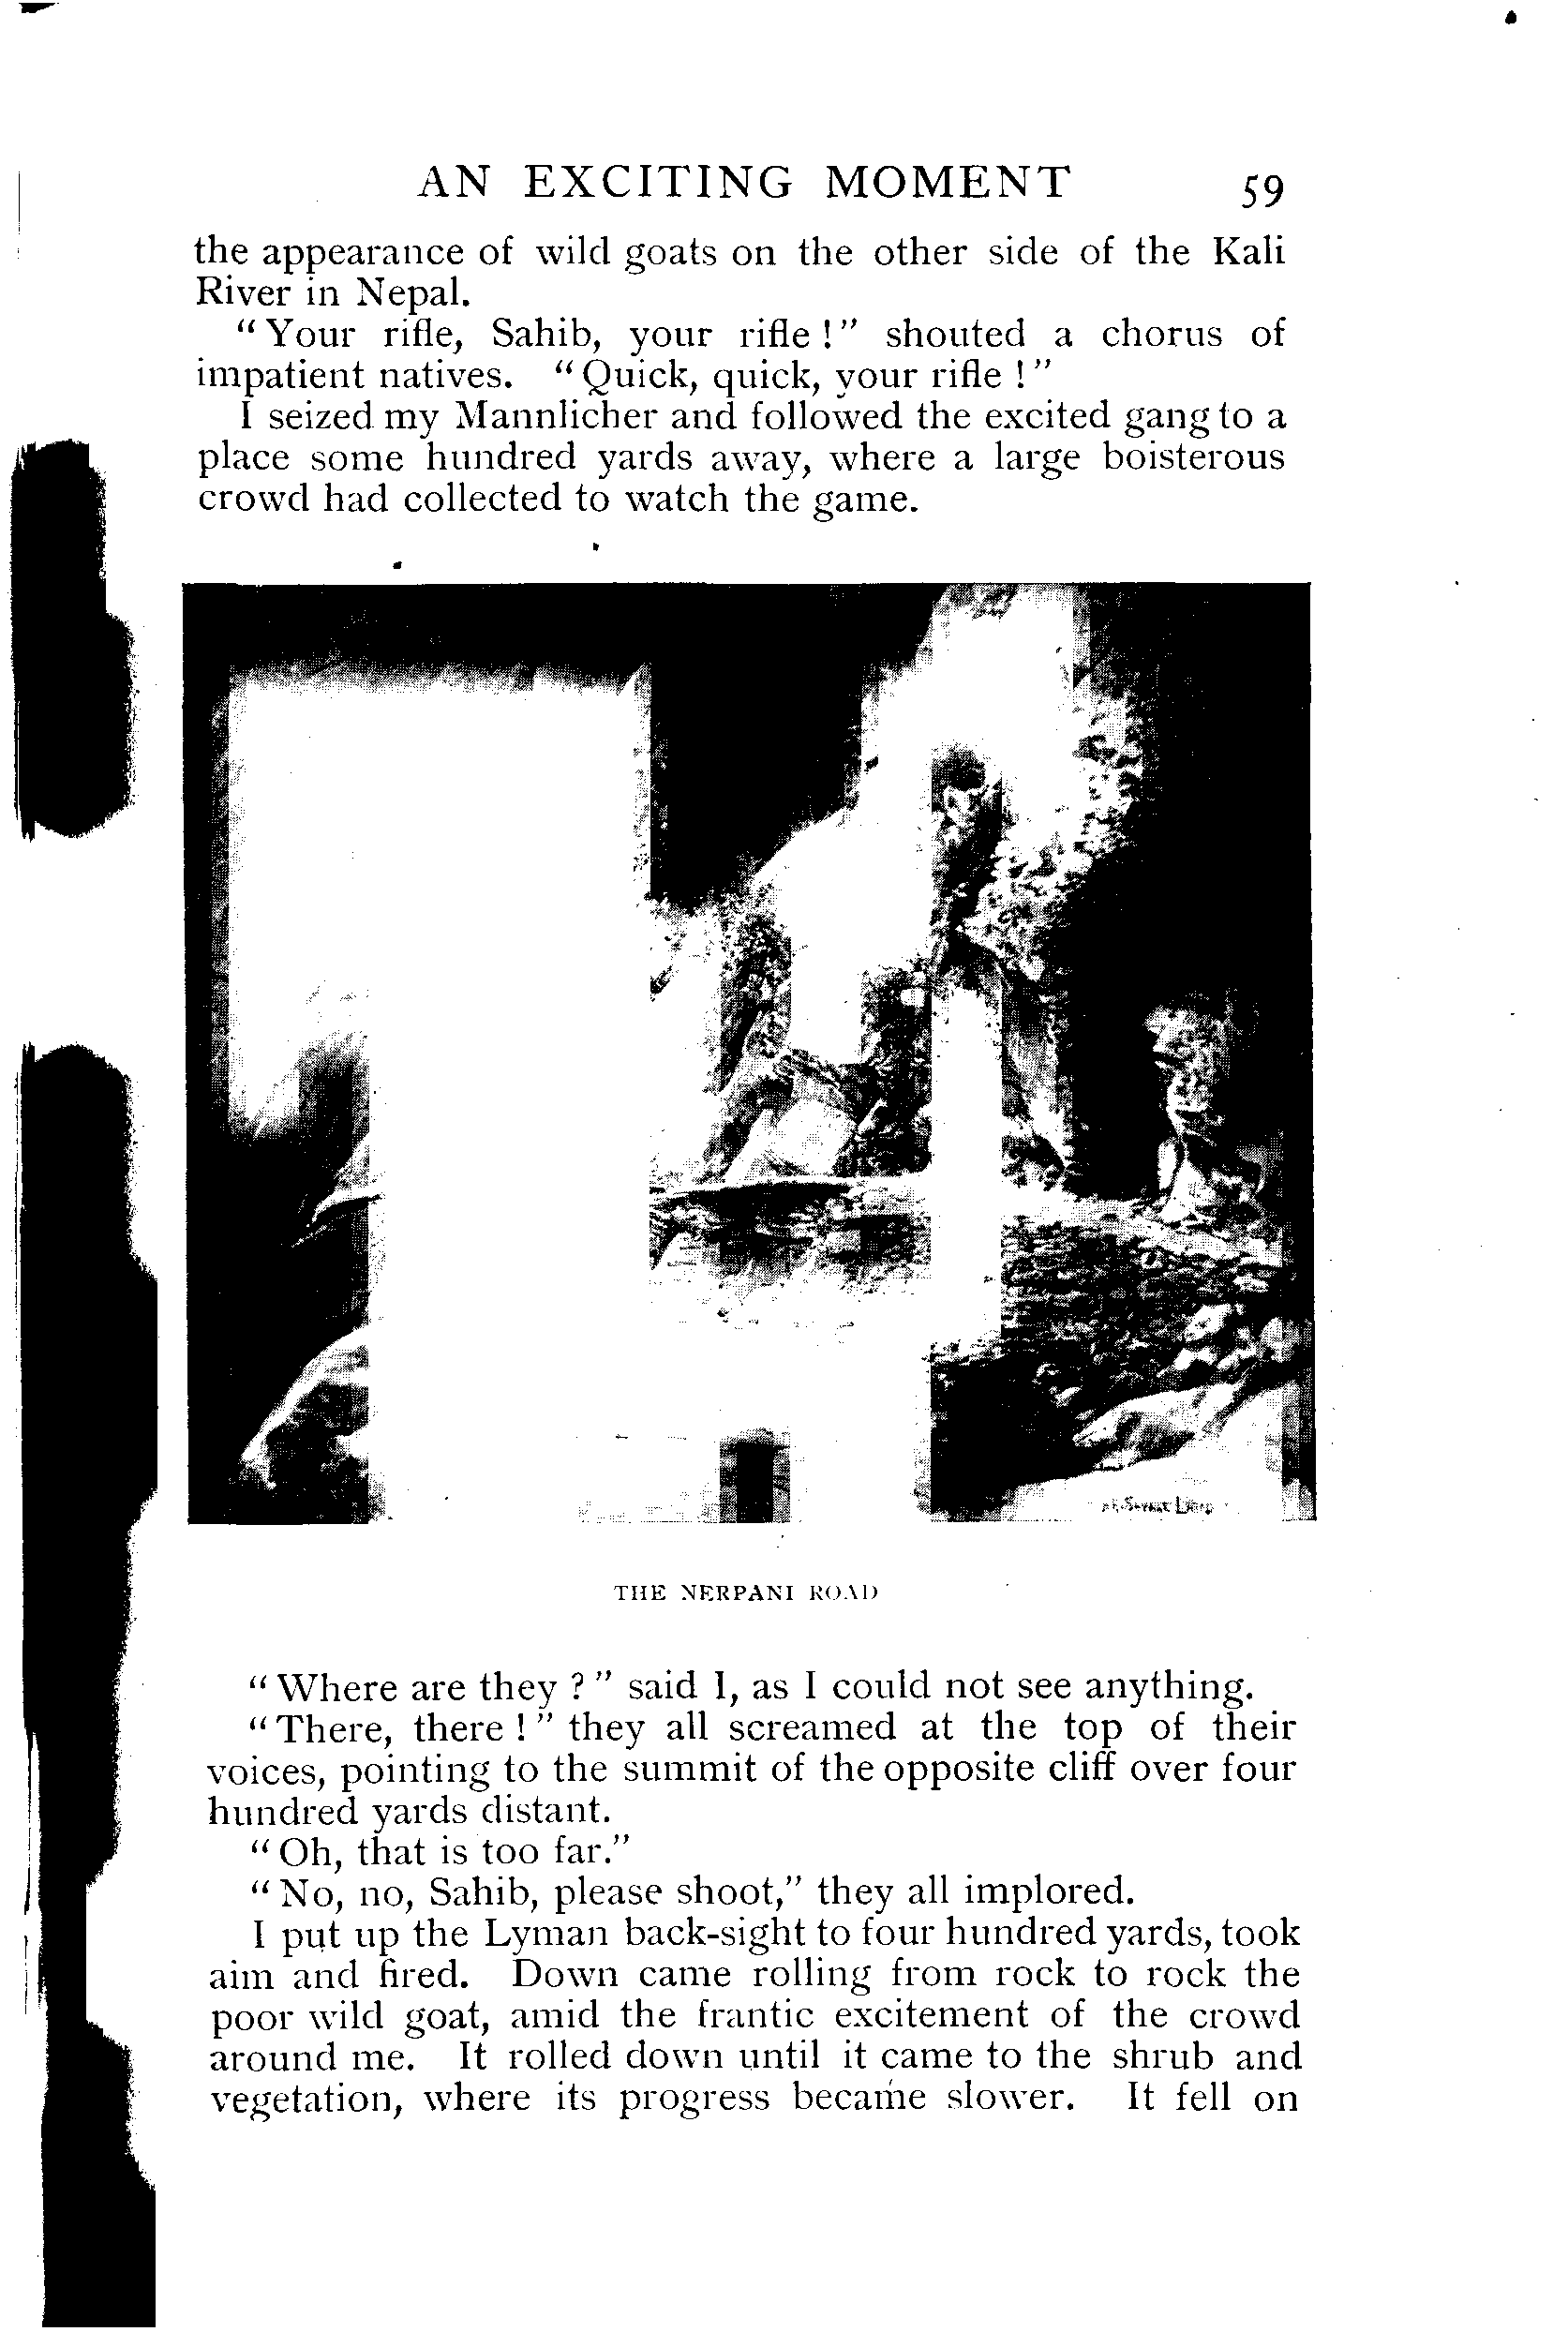 AN EXCITING MOMENT 59
the appearance of wild goats on the other side of the Kali
River in Nepal.
“Your rifle, Sahib, your rifle!” shouted a chorus of
impatient natives. “Quick, quick, your rifle!”
I seized my Mannlicher and followed the excited gang to a
place some hundred yards away, where a large boisterous
crowd had collected to watch the game.
THE NERPANI ROAD
“Where are they?” said I, as I could not see anything.
“There, there!” they all screamed at the top of their
voices, pointing to the summit of the opposite cliff over four
hundred yards distant.
“Oh, that is too far.”
“No, no, Sahib, please shoot,” they all implored.
I put up the Lyman back-sight to four hundred yards, took
aim and fired. Down came rolling from rock to rock the
poor wild goat, amid the frantic excitement of the crowd
around me. It rolled down until it came to the shrub and
vegetation, where its progress became slower. It fell on